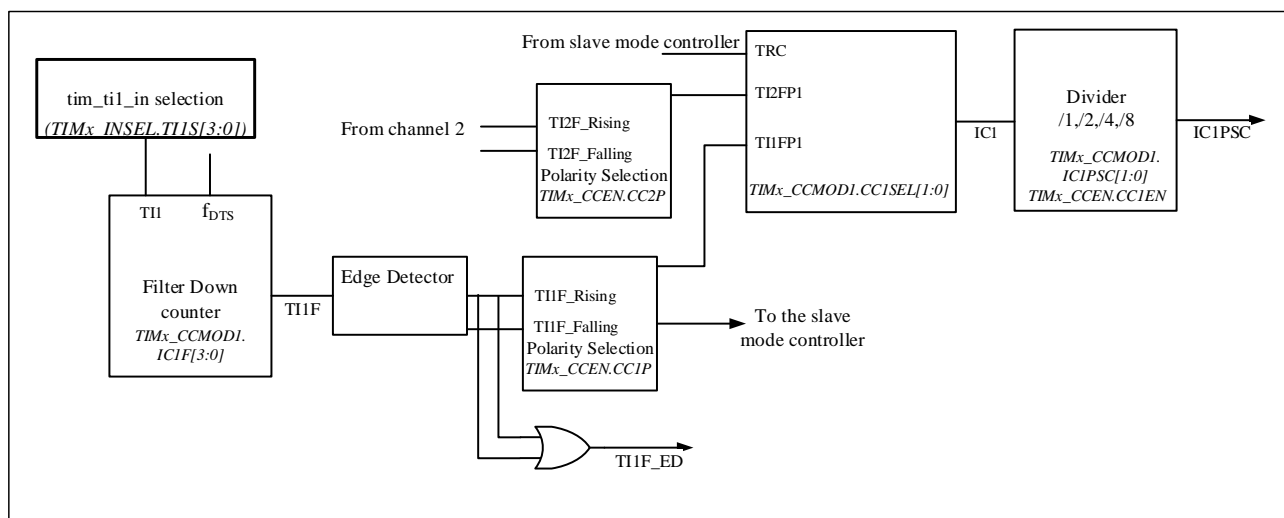 tim_ti1_in selection
(TIMx_INSEL.TI1S[3:0])
TI1
fDTS
Filter Down
counter
TIMx_CCMOD1.
IC1F[3:0]
TI1F
Edge Detector
From channel 2
TI2F_Rising
TI2F_Falling
Polarity Selection
TIMx_CCEN.CC2P
TI1F_Rising
TI1F_Falling
Polarity Selection
TIMx_CCEN.CC1P
TI1F_ED
To the slave
mode controller
From slave mode controller
TRC
TI2FP1
TI1FP1
TIMx_CCMOD1.CC1SEL[1:0]
IC1
Divider
/1,/2,/4,/8
TIMx_CCMOD1.
IC1PSC[1:0]
TIMx_CCEN.CC1EN
IC1PSC